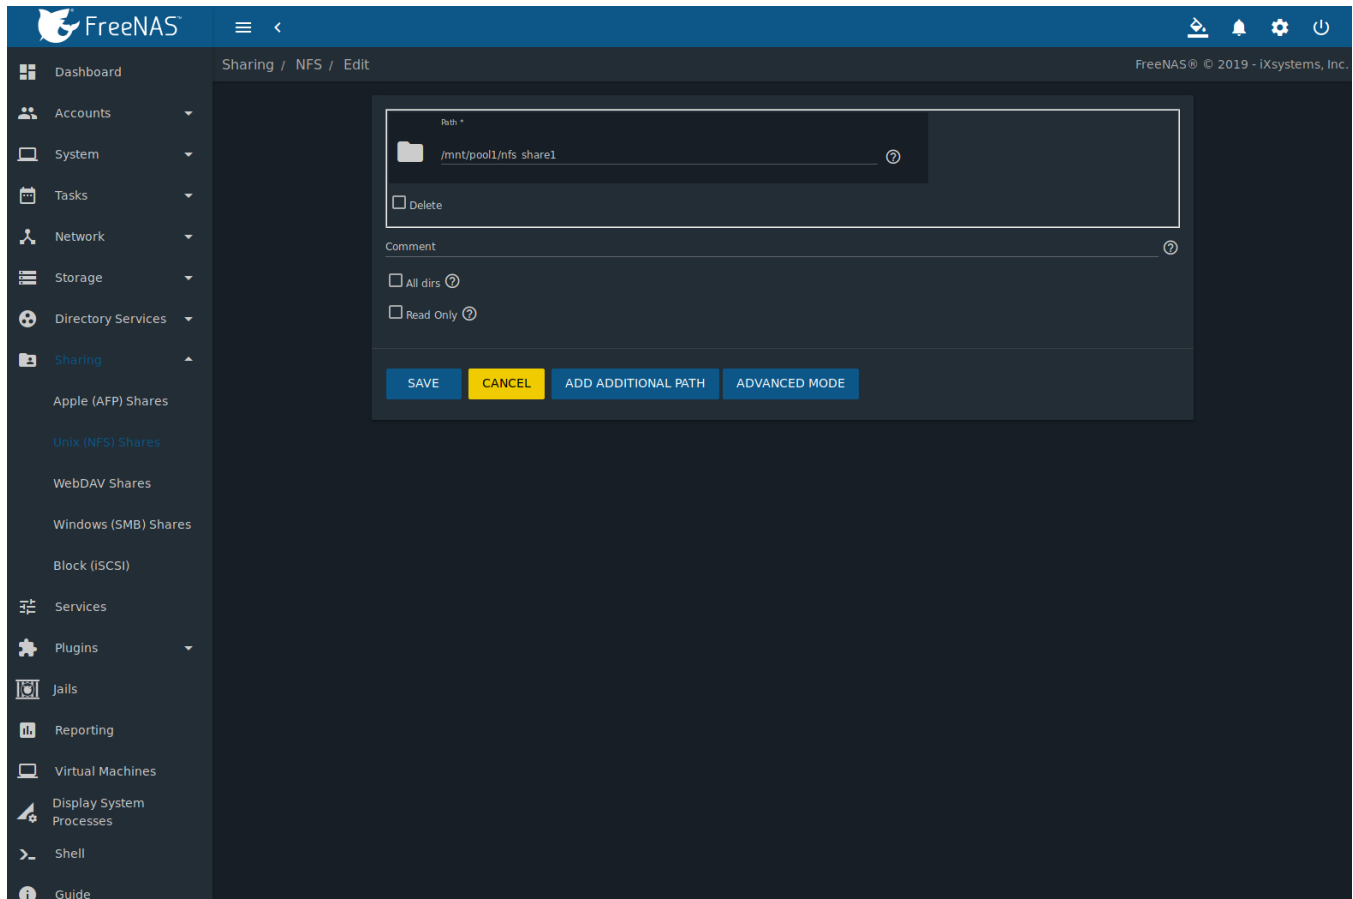 FreeNAS™
Sharing / NFS / Edit
FreeNAS® © 2019 - iXsystems, Inc.
Dashboard
Accounts
System
Tasks
Network
Storage
Directory Services
Sharing
Apple (AFP) Shares
Unix (NFS) Shares
WebDAV Shares
Windows (SMB) Shares
Block (iSCSI)
Services
Plugins
Jails
Reporting
Virtual Machines
Display System
Processes
Shell
Guide
Path *
/mnt/pool1/nfs_share1
Delete
Comment
All dirs
Read Only
SAVE
CANCEL
ADD ADDITIONAL PATH
ADVANCED MODE